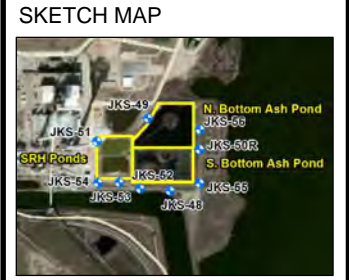 SKETCH MAP
JKS-49
N. Bottom Ash Pond
JKS-56
JKS-51
JKS-50R
SRH Ponds
JKS-52
S. Bottom Ash Pond
JKS-54
JKS-55
JKS-53
JKS-48